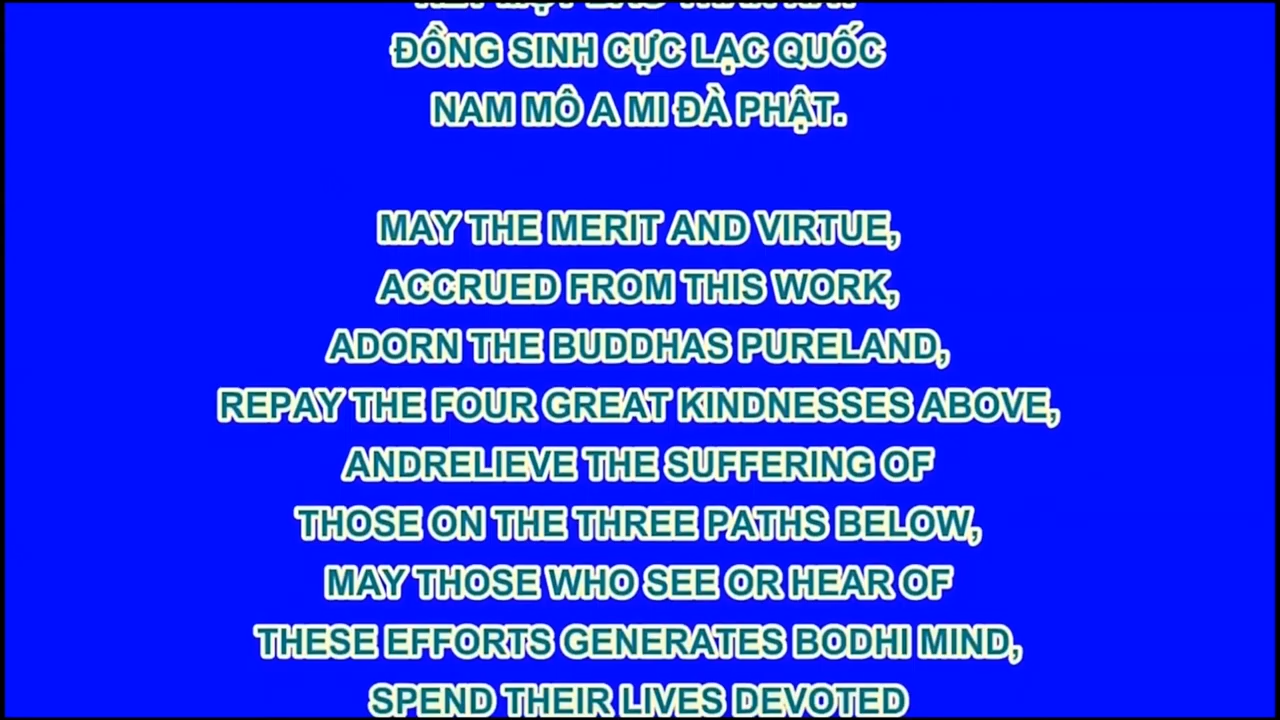 ĐỒNG SINH CỰC LẠC QUỐC
NAM MÔ A MI ĐÀ PHẬT.
MAY THE MERIT AND VIRTUE,
ACCRUED FROM THIS WORK,
ADORN THE BUDDHAS PURELAND,
REPAY THE FOUR GREAT KINDNESSES ABOVE,
ANDRELIEVE THE SUFFERING OF
THOSE ON THE THREE PATHS BELOW,
MAY THOSE WHO SEE OR HEAR OF
THESE EFFORTS GENERATES BODHI MIND,
SPEND THEIR LIVES DEVOTED